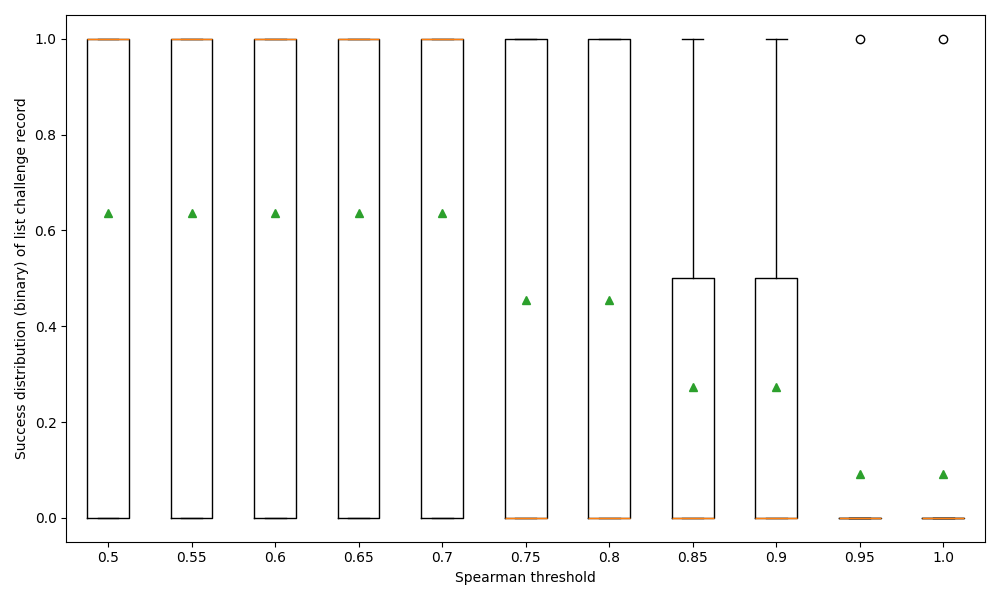 Success distribution (binary) of list challenge record
1.0
0.8
0.6
0.4
0.2
0.0
0.5 0.55 0.6 0.65 0.7 0.75 0.8 0.85 0.9 0.95 1.0
Spearman threshold